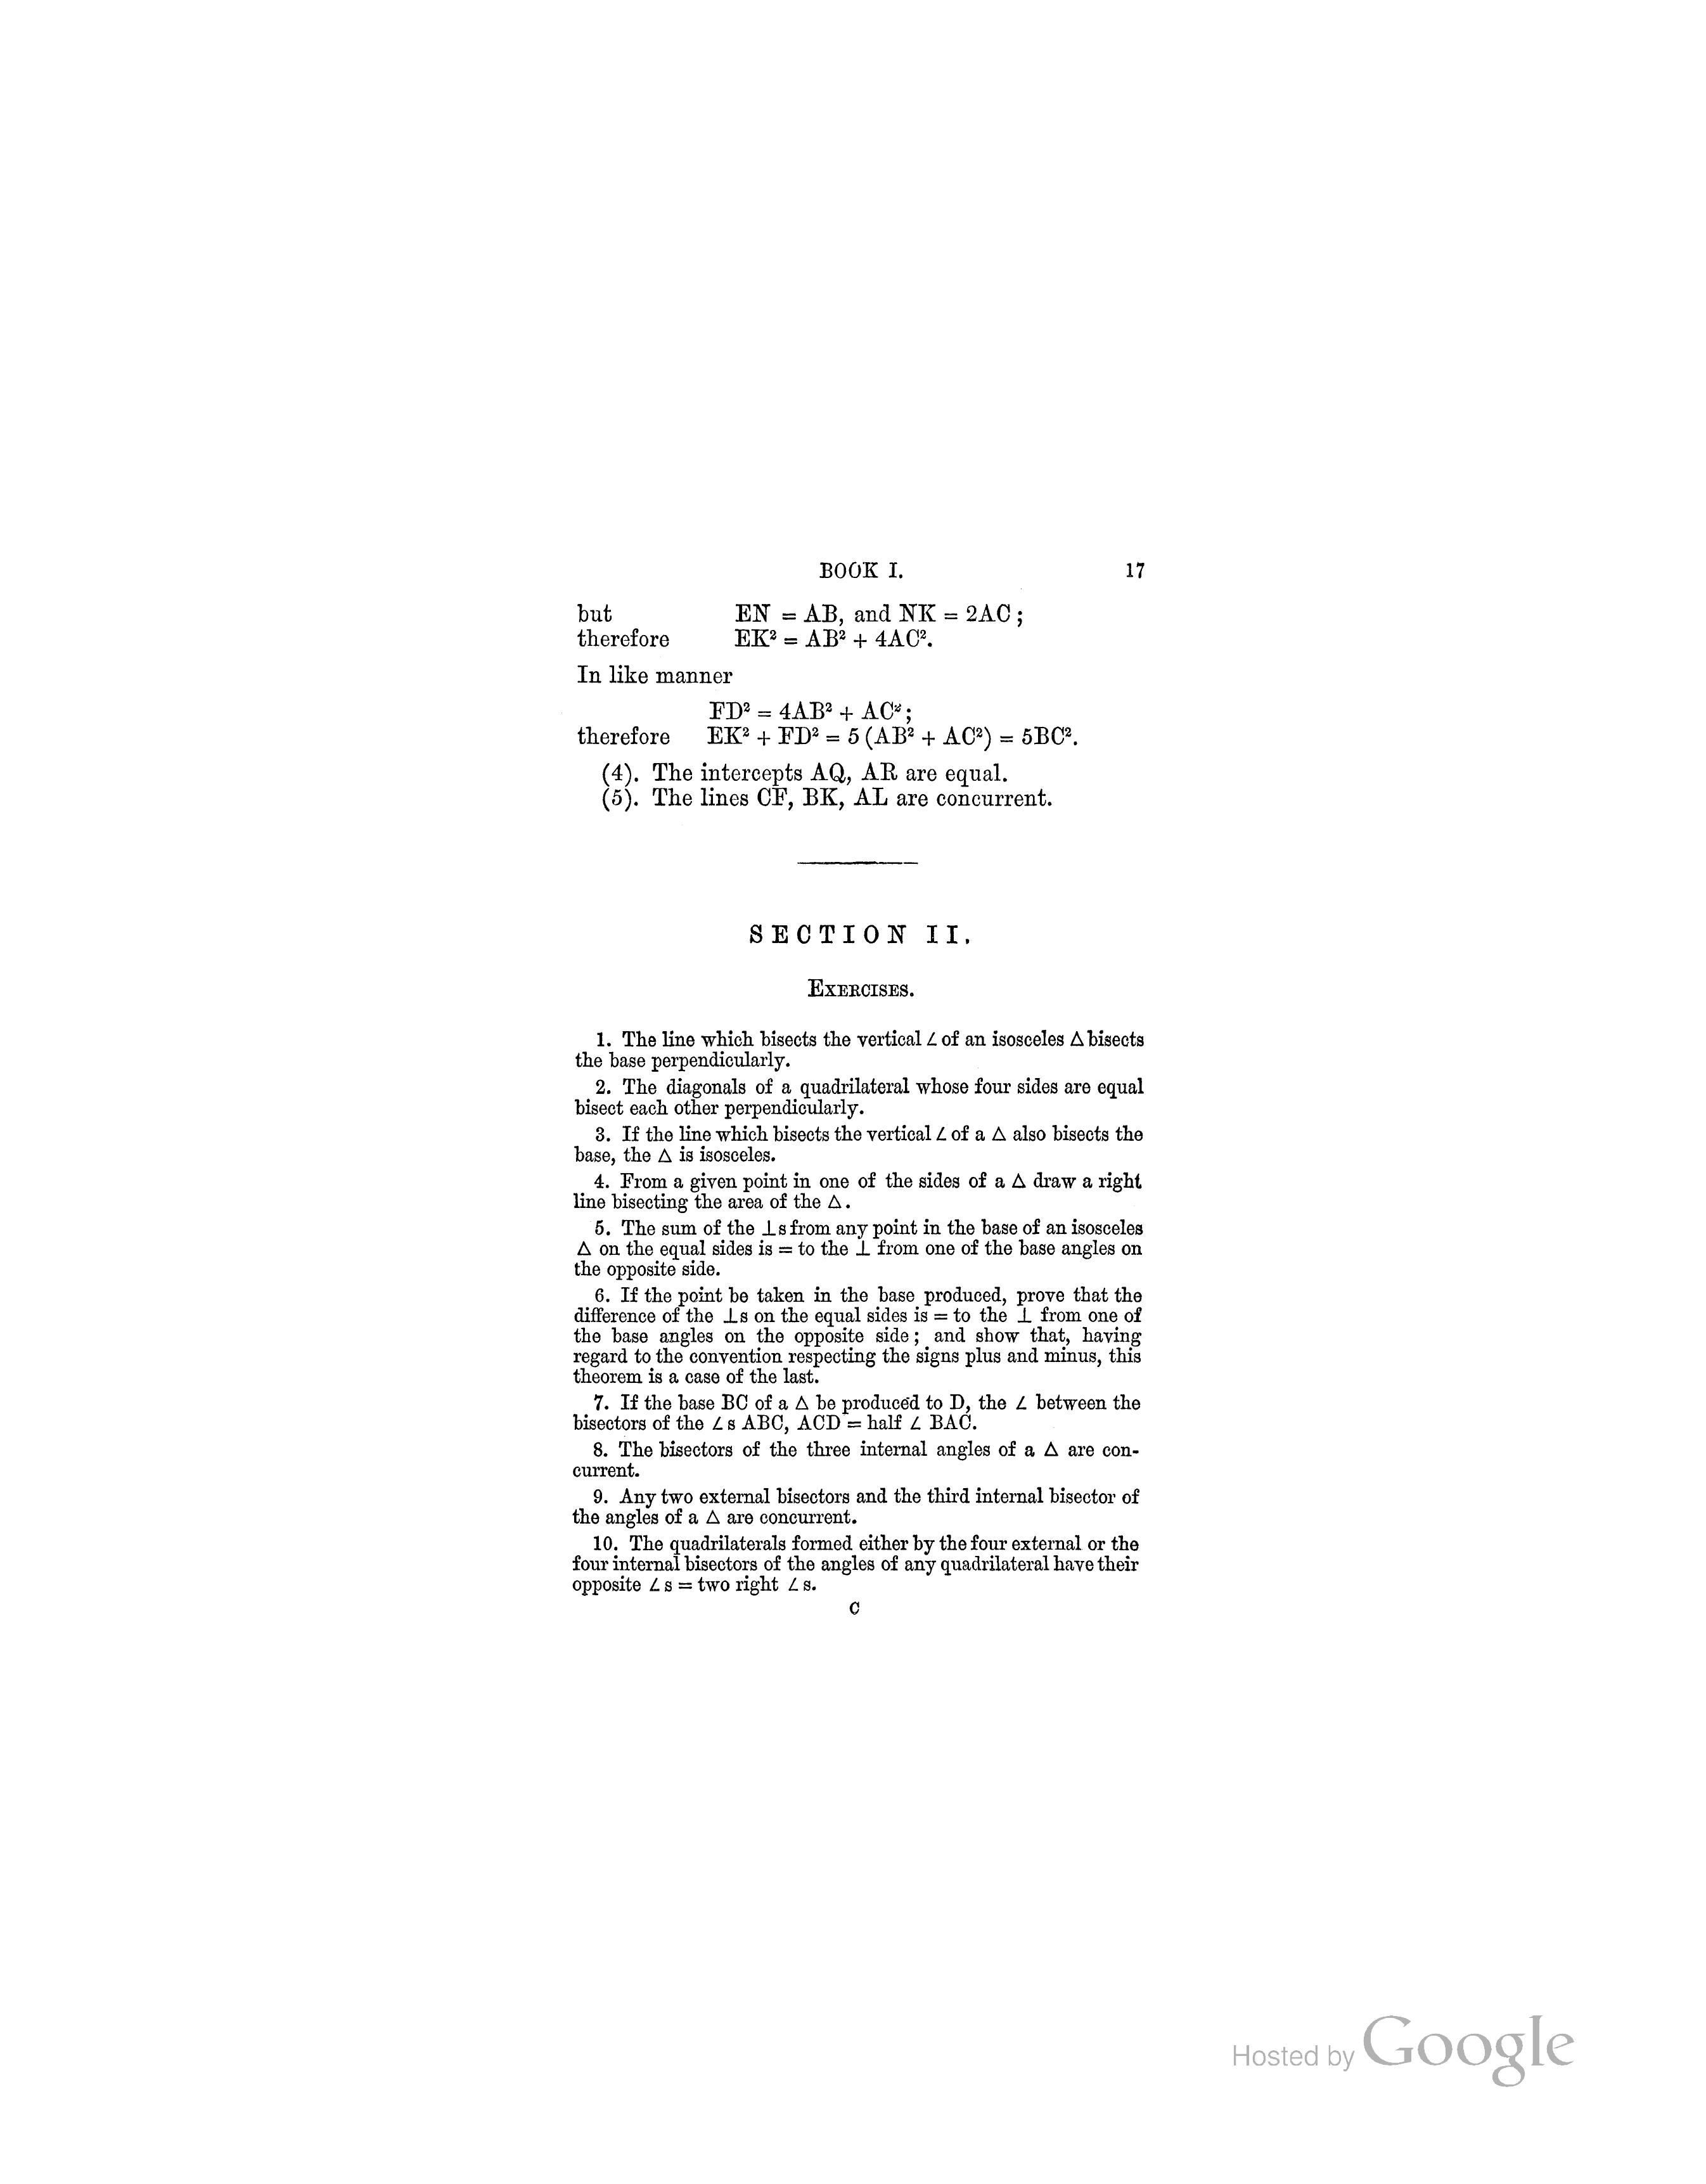 BOOK I. 17
but EN = AB, and NK = 2AC ;
therefore EK² = AB² + 4AC².
In like manner
FD² = 4AB² + AC² ;
therefore EK² + FD² = 5 (AB² + AC²) = 5BC².
(4). The intercepts AQ, AR are equal.
(5). The lines CF, BK, AL are concurrent.
SECTION II.
EXERCISES.
1. The line which bisects the vertical ∠ of an isosceles △ bisects
the base perpendicularly.
2. The diagonals of a quadrilateral whose four sides are equal
bisect each other perpendicularly.
3. If the line which bisects the vertical ∠ of a △ also bisects the
base, the △ is isosceles.
4. From a given point in one of the sides of a △ draw a right
line bisecting the area of the △.
5. The sum of the ⊥s from any point in the base of an isosceles
△ on the equal sides is = to the ⊥ from one of the base angles on
the opposite side.
6. If the point be taken in the base produced, prove that the
difference of the ⊥s on the equal sides is = to the ⊥ from one of
the base angles on the opposite side ; and show that, having
regard to the convention respecting the signs plus and minus, this
theorem is a case of the last.
7. If the base BC of a △ be produced to D, the ∠ between the
bisectors of the ∠s ABC, ACD = half ∠ BAC.
8. The bisectors of the three internal angles of a △ are con-
current.
9. Any two external bisectors and the third internal bisector of
the angles of a △ are concurrent.
10. The quadrilaterals formed either by the four external or the
four internal bisectors of the angles of any quadrilateral have their
opposite ∠s = two right ∠s.
C
Hosted by Google